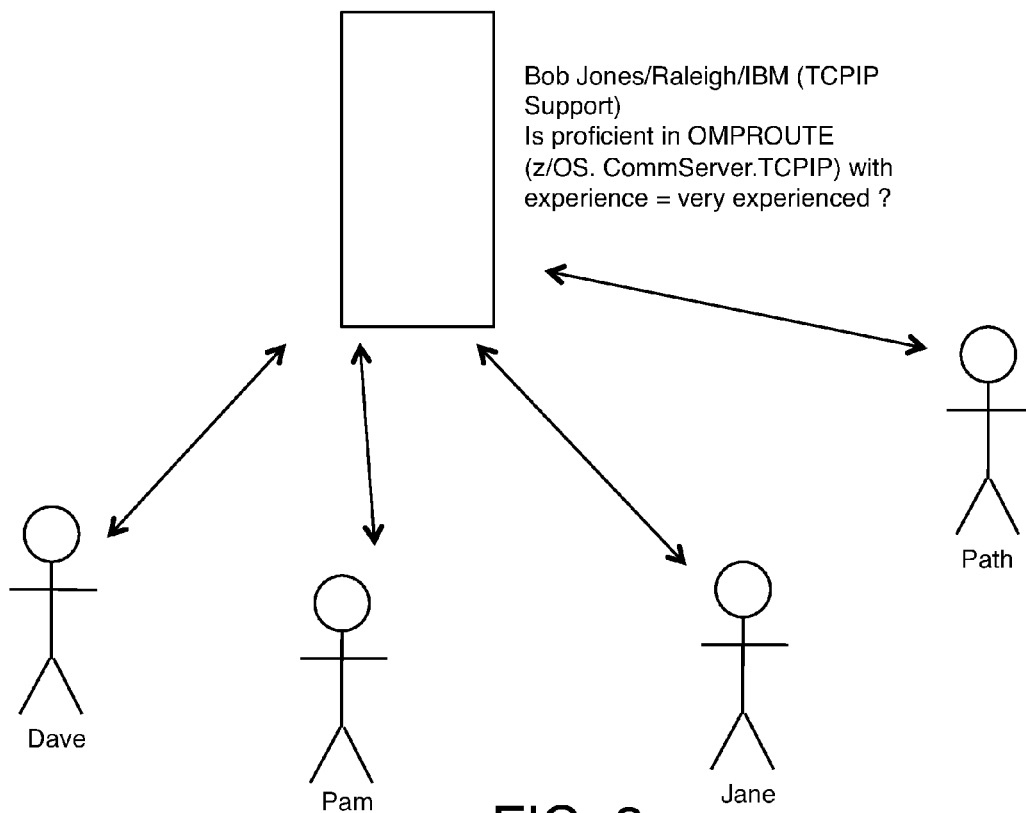 Bob Jones/Raleigh/IBM (TCPIP
Support)
Is proficient in OMPROUTE
(z/OS. CommServer.TCPIP) with
experience = very experienced ?
Path
Dave
Pam
Jane
FIG.